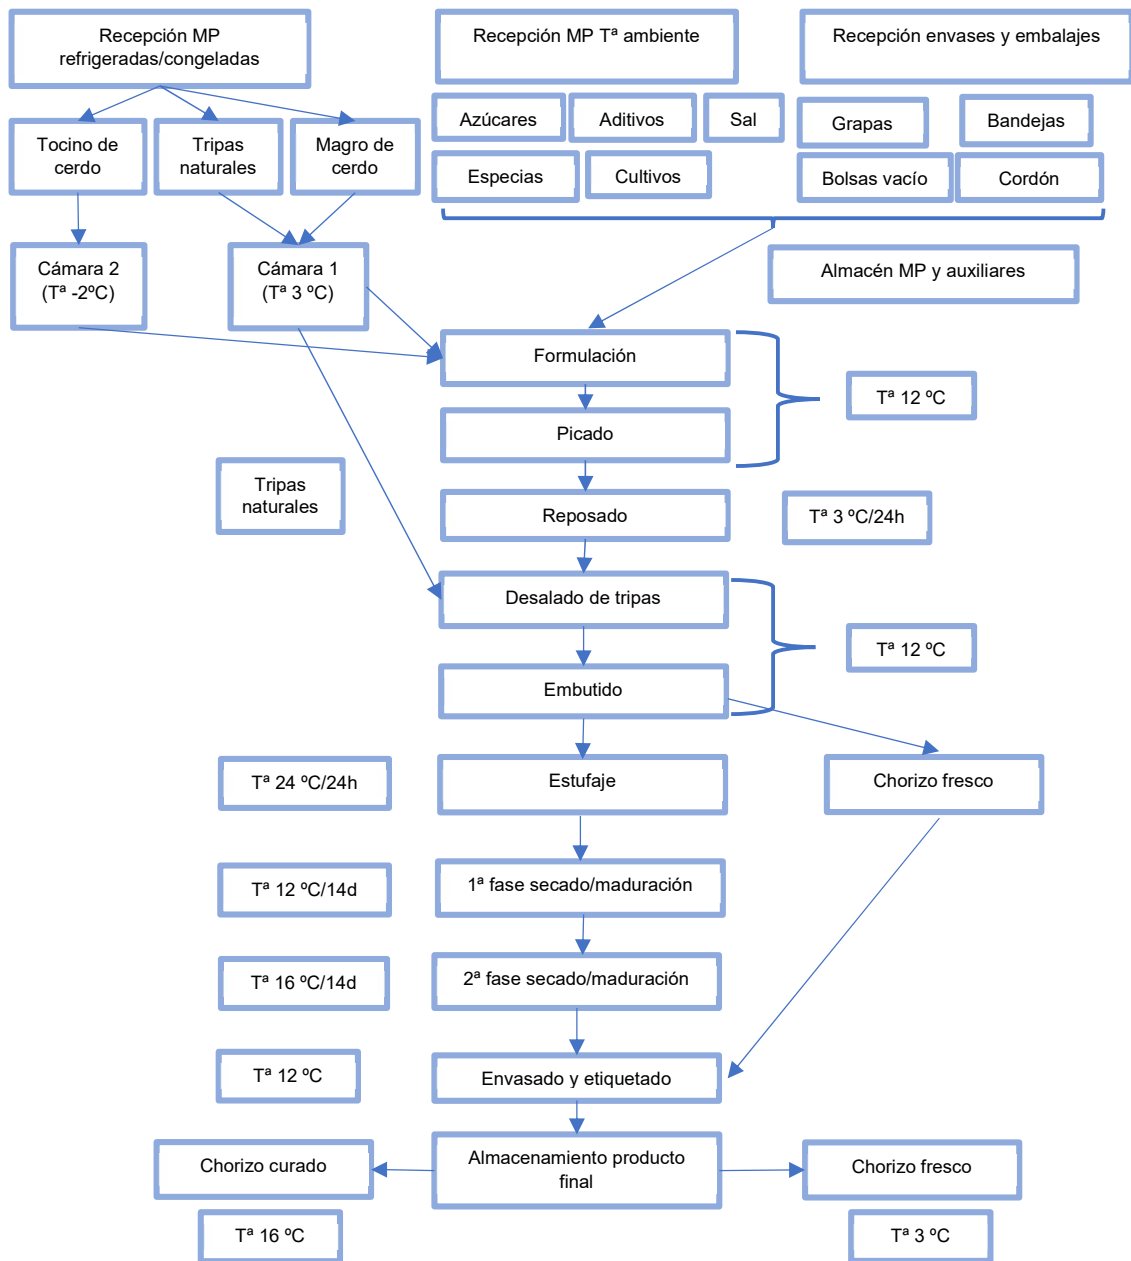 Recepción MP
refrigeradas/congeladas
Recepción MP Tª ambiente
Recepción envases y embalajes
Azúcares
Aditivos
Sal
Grapas
Bandejas
Tocino de
cerdo
Tripas
naturales
Magro de
cerdo
Especias
Cultivos
Bolsas vacío
Cordón
Cámara 2
(Tª -2ºC)
Cámara 1
(Tª 3 ºC)
Almacén MP y auxiliares
Formulación
Tª 12 ºC
Picado
Tripas
naturales
Reposado
Tª 3 ºC/24h
Desalado de tripas
Tª 12 ºC
Embutido
Tª 24 ºC/24h
Estufaje
Chorizo fresco
Tª 12 ºC/14d
1ª fase secado/maduración
Tª 16 ºC/14d
2ª fase secado/maduración
Tª 12 ºC
Envasado y etiquetado
Chorizo curado
Almacenamiento producto
final
Chorizo fresco
Tª 16 ºC
Tª 3 ºC